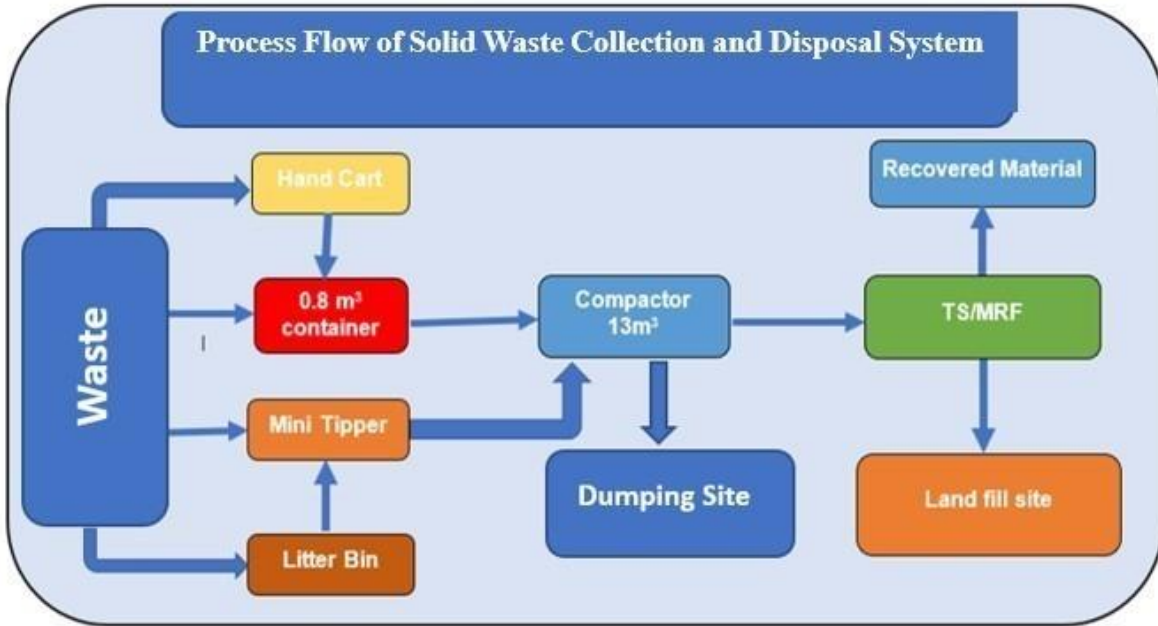 Process Flow of Solid Waste Collection and Disposal System
Hand Cart
Recovered Material
Waste
0.8 m³
container
Compactor
13m³
TS/MRF
Mini Tipper
Dumping Site
Land fill site
Litter Bin